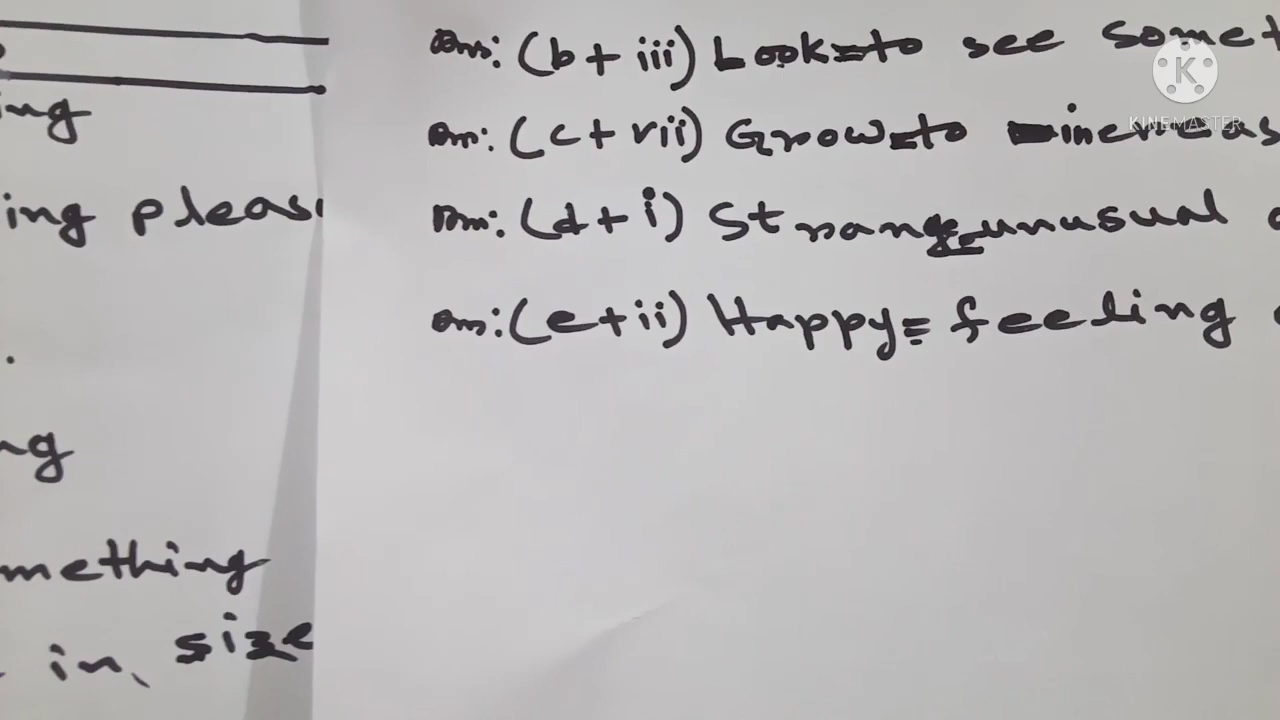 ing
ing pleas
.
ng
mething
in, size
Ans: (b + iii) Look = to see somet
Ans: (c + vii) Grow = to increas
Ans: (d + i) Strange = unusual
Ans: (e + ii) Happy = feeling
KINEMASTER